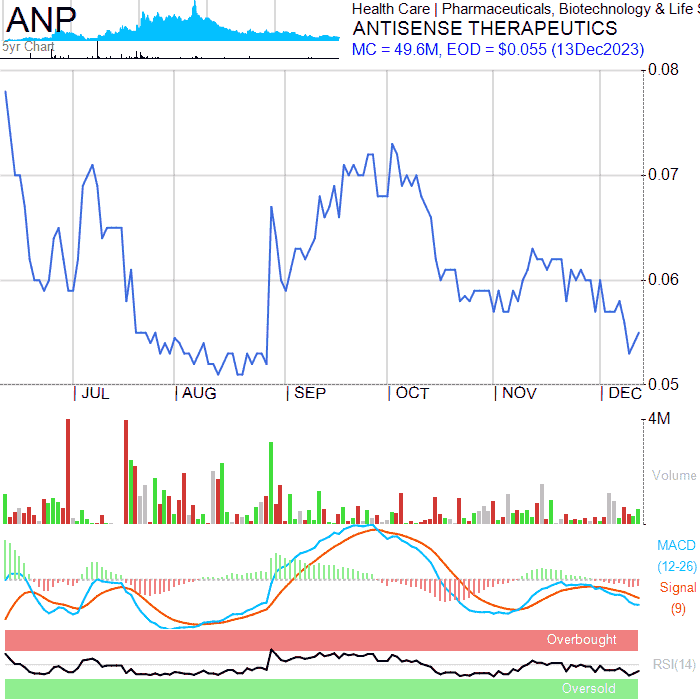 ANP
5yr Chart
Health Care | Pharmaceuticals, Biotechnology & Life S
ANTISENSE THERAPEUTICS
MC = 49.6M, EOD = $0.055 (13Dec2023)
0.08
0.07
0.06
0.05
| JUL | AUG | SEP | OCT | NOV | DEC
4M
Volume
MACD
(12-26)
Signal
(9)
Overbought
RSI(14)
Oversold